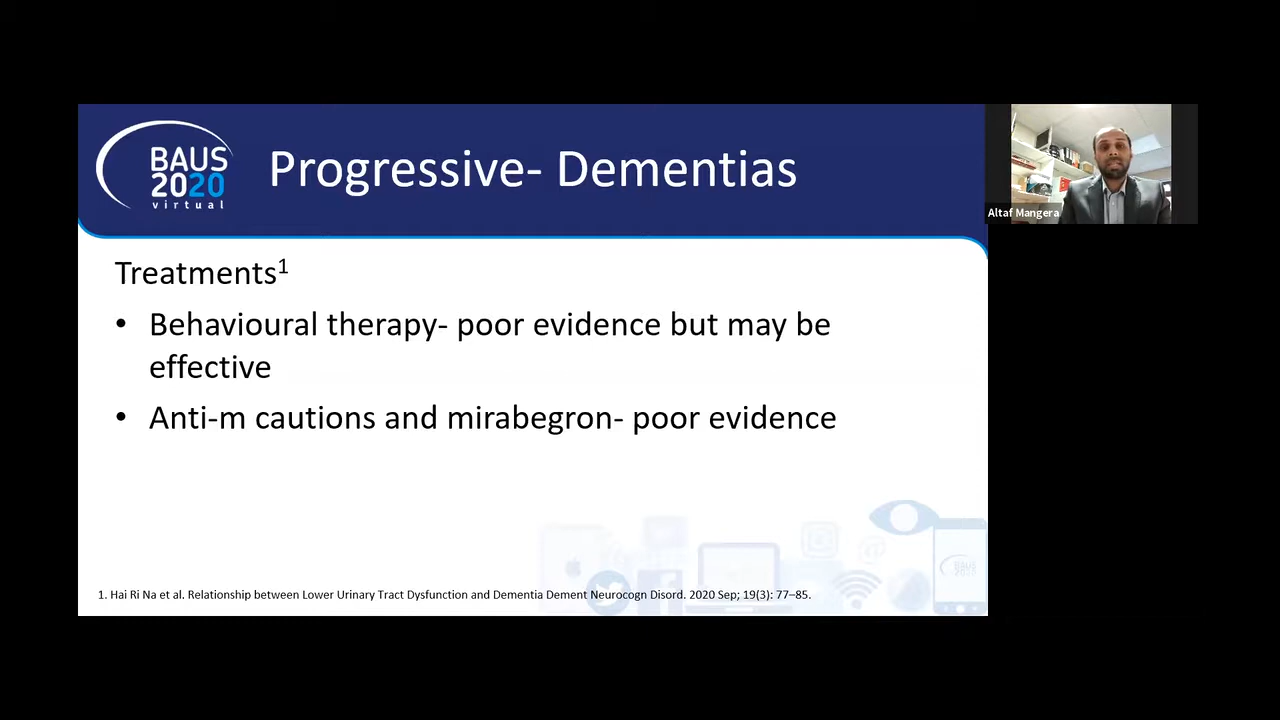 BAUS
2020
virtual
Progressive- Dementias
Altaf Mangera
Treatments¹
• Behavioural therapy- poor evidence but may be
effective
• Anti-m cautions and mirabegron- poor evidence
BAUS
2020
1. Hai Ri Na et al. Relationship between Lower Urinary Tract Dysfunction and Dementia Dement Neurocogn Disord. 2020 Sep; 19(3): 77–85.